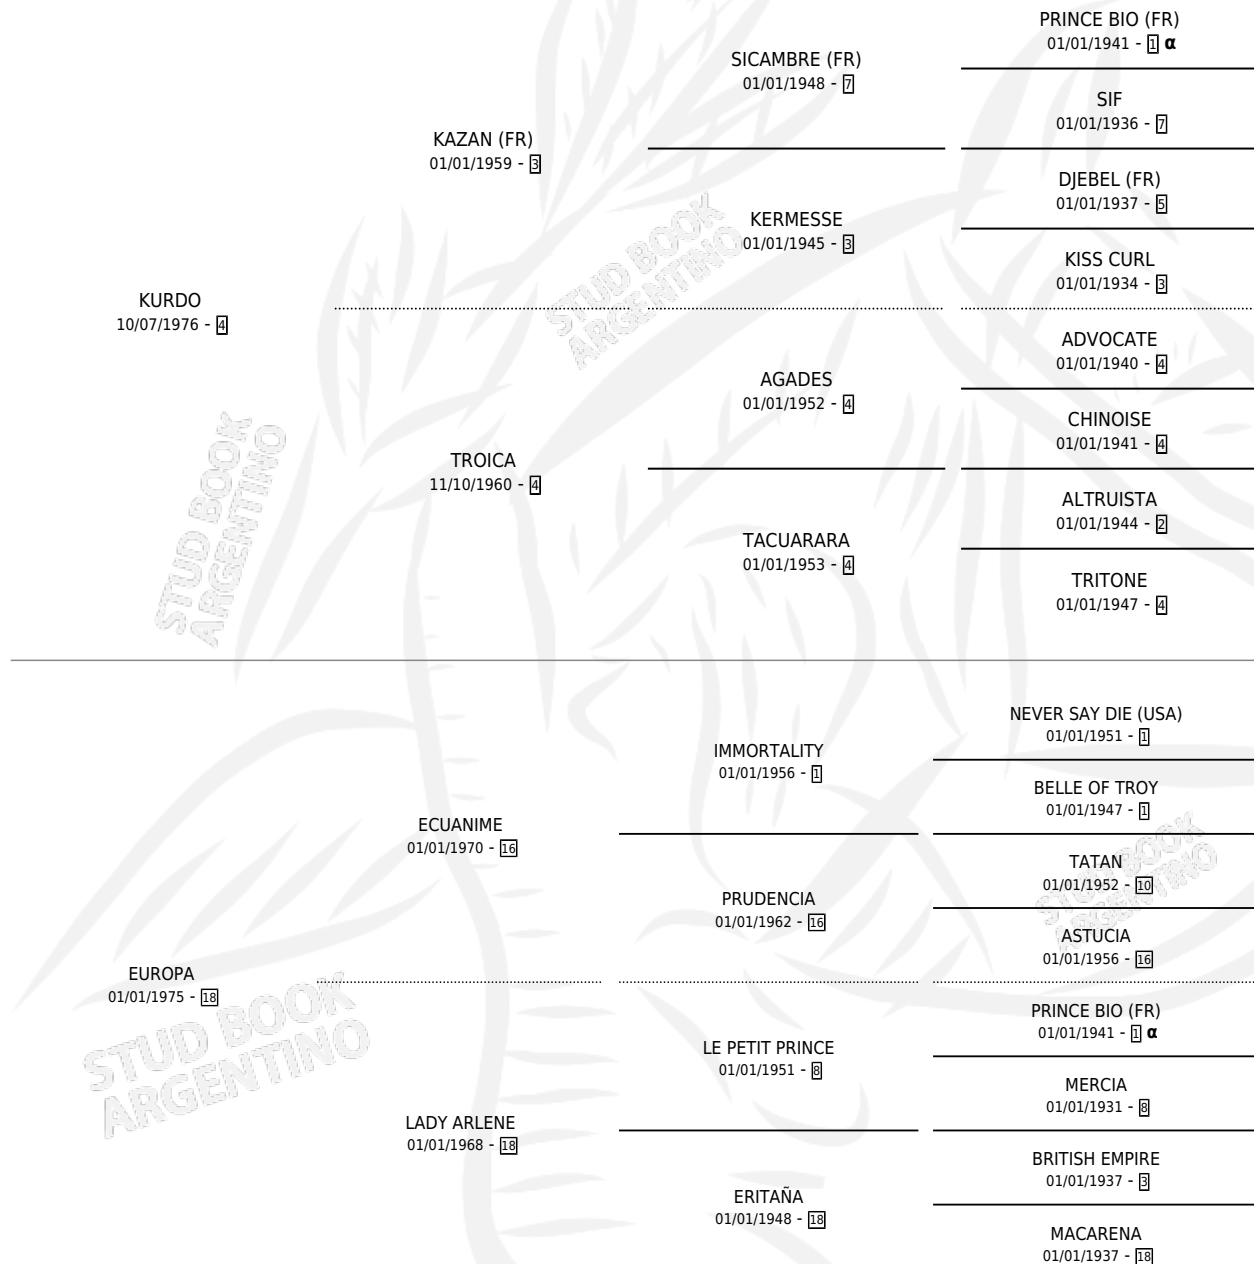 PRINCE BIO (FR)
01/01/1941 - 1 α
SICAMBRE (FR)
01/01/1948 - 7
SIF
01/01/1936 - 7
KAZAN (FR)
01/01/1959 - 3
DJEBEL (FR)
01/01/1937 - 5
KERMESSE
01/01/1945 - 3
KISS CURL
01/01/1934 - 3
KURDO
10/07/1976 - 4
ADVOCATE
01/01/1940 - 4
AGADES
01/01/1952 - 4
CHINOISE
01/01/1941 - 4
TROICA
11/10/1960 - 4
ALTRUISTA
01/01/1944 - 2
TACUARARA
01/01/1953 - 4
TRITONE
01/01/1947 - 4
NEVER SAY DIE (USA)
01/01/1951 - 1
IMMORTALITY
01/01/1956 - 1
BELLE OF TROY
01/01/1947 - 1
ECUANIME
01/01/1970 - 16
TATAN
01/01/1952 - 10
PRUDENCIA
01/01/1962 - 16
ASTUCIA
01/01/1956 - 16
EUROPA
01/01/1975 - 18
PRINCE BIO (FR)
01/01/1941 - 1 α
LE PETIT PRINCE
01/01/1951 - 8
MERCIA
01/01/1931 - 8
LADY ARLENE
01/01/1968 - 18
BRITISH EMPIRE
01/01/1937 - 3
ERITAÑA
01/01/1948 - 18
MACARENA
01/01/1937 - 18
STUD BOOK
ARGENTINO
STUD BOOK
ARGENTINO
STUD BOOK
ARGENTINO
STUD BOOK
ARGENTINO